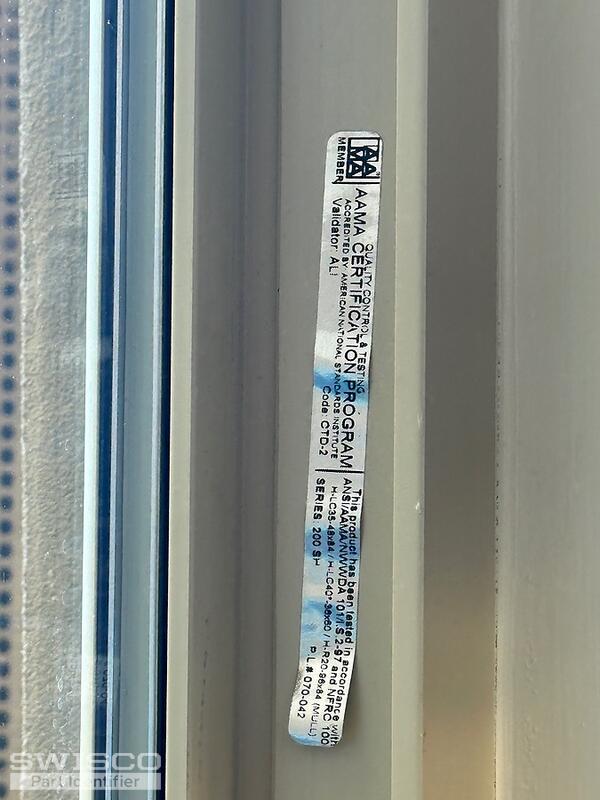 AAMA
MEMBER
QUALITY CONTROL & TESTING
AAMA CERTIFICATION PROGRAM
ACCREDITED BY: AMERICAN NATIONAL STANDARDS INSTITUTE
Validator: ALI Code: CTD-2
This product has been tested in accordance with
ANSI/AAMA/NWWDA 101/I.S.2-97 and NFRC 100
H-LC35-48x84 / H-LC40*-36x60 / H-R20-96x84 (MULL)
SERIES: 200 SH P.L.# 070-042
SWISCO
Part Identifier